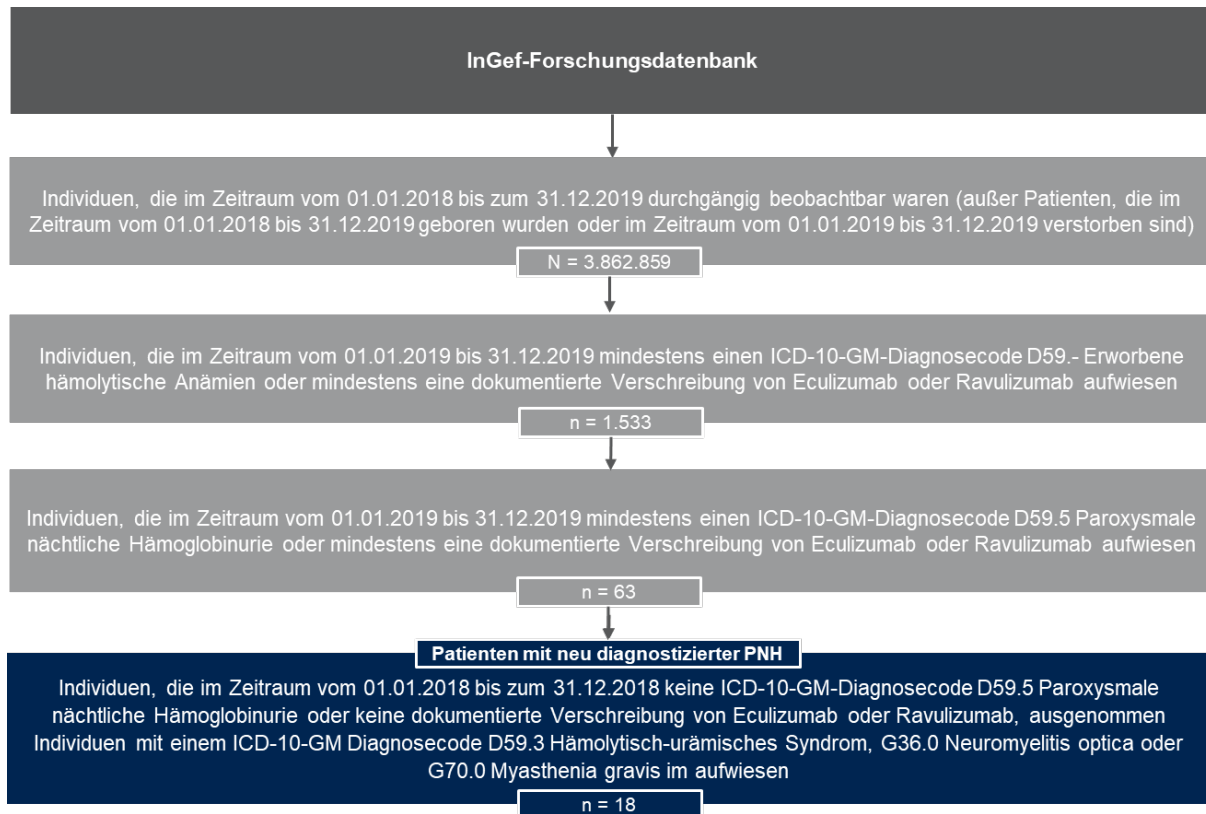 InGef-Forschungsdatenbank
Individuen, die im Zeitraum vom 01.01.2018 bis zum 31.12.2019 durchgängig beobachtbar waren (außer Patienten, die im
Zeitraum vom 01.01.2018 bis 31.12.2019 geboren wurden oder im Zeitraum vom 01.01.2019 bis 31.12.2019 verstorben sind)
N = 3.862.859
Individuen, die im Zeitraum vom 01.01.2019 bis 31.12.2019 mindestens einen ICD-10-GM-Diagnosecode D59.- Erworbene
hämolytische Anämien oder mindestens eine dokumentierte Verschreibung von Eculizumab oder Ravulizumab aufwiesen
n = 1.533
Individuen, die im Zeitraum vom 01.01.2019 bis 31.12.2019 mindestens einen ICD-10-GM-Diagnosecode D59.5 Paroxysmale
nächtliche Hämoglobinurie oder mindestens eine dokumentierte Verschreibung von Eculizumab oder Ravulizumab aufwiesen
n = 63
Patienten mit neu diagnostizierter PNH
Individuen, die im Zeitraum vom 01.01.2018 bis zum 31.12.2018 keine ICD-10-GM-Diagnosecode D59.5 Paroxysmale
nächtliche Hämoglobinurie oder keine dokumentierte Verschreibung von Eculizumab oder Ravulizumab, ausgenommen
Individuen mit einem ICD-10-GM Diagnosecode D59.3 Hämolytisch-urämisches Syndrom, G36.0 Neuromyelitis optica oder
G70.0 Myasthenia gravis im aufwiesen
n = 18